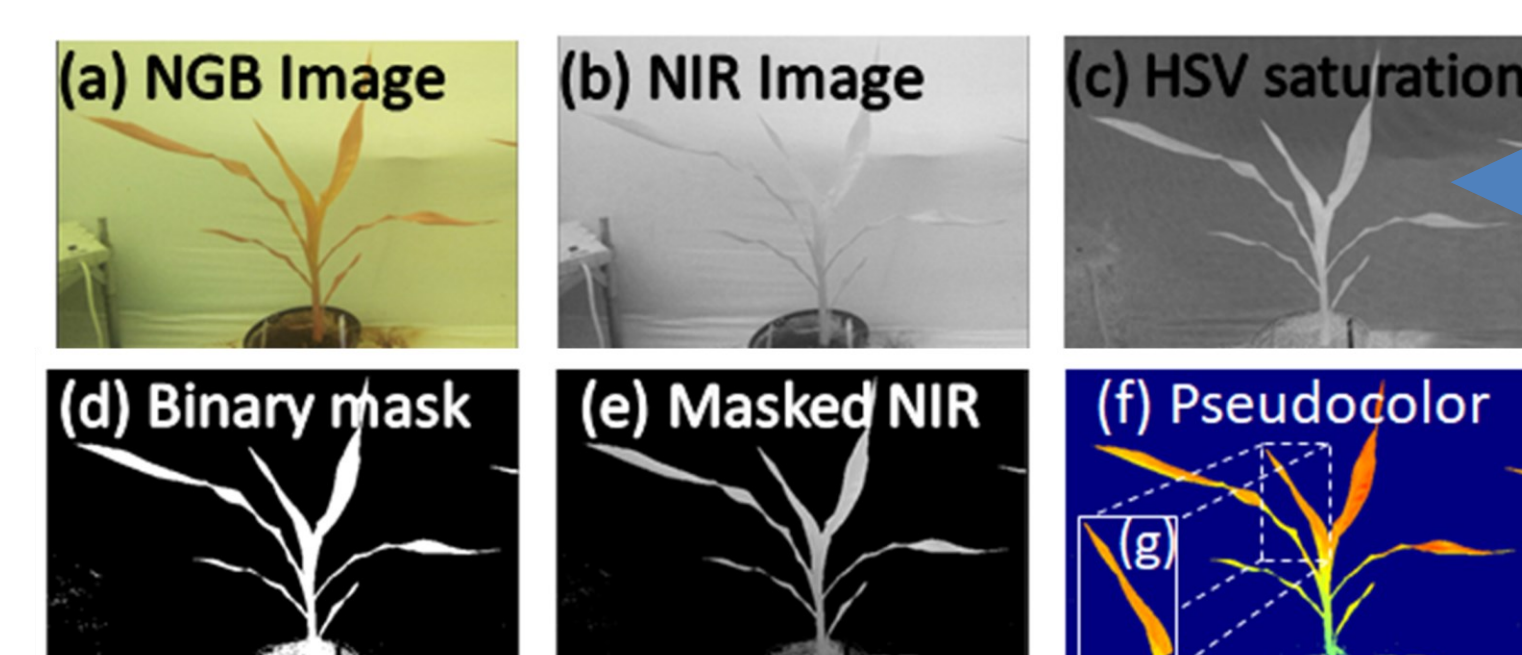 (a) NGB Image
(b) NIR Image
(c) HSV saturation
(d) Binary mask
(e) Masked NIR
(f) Pseudocolor
(g)